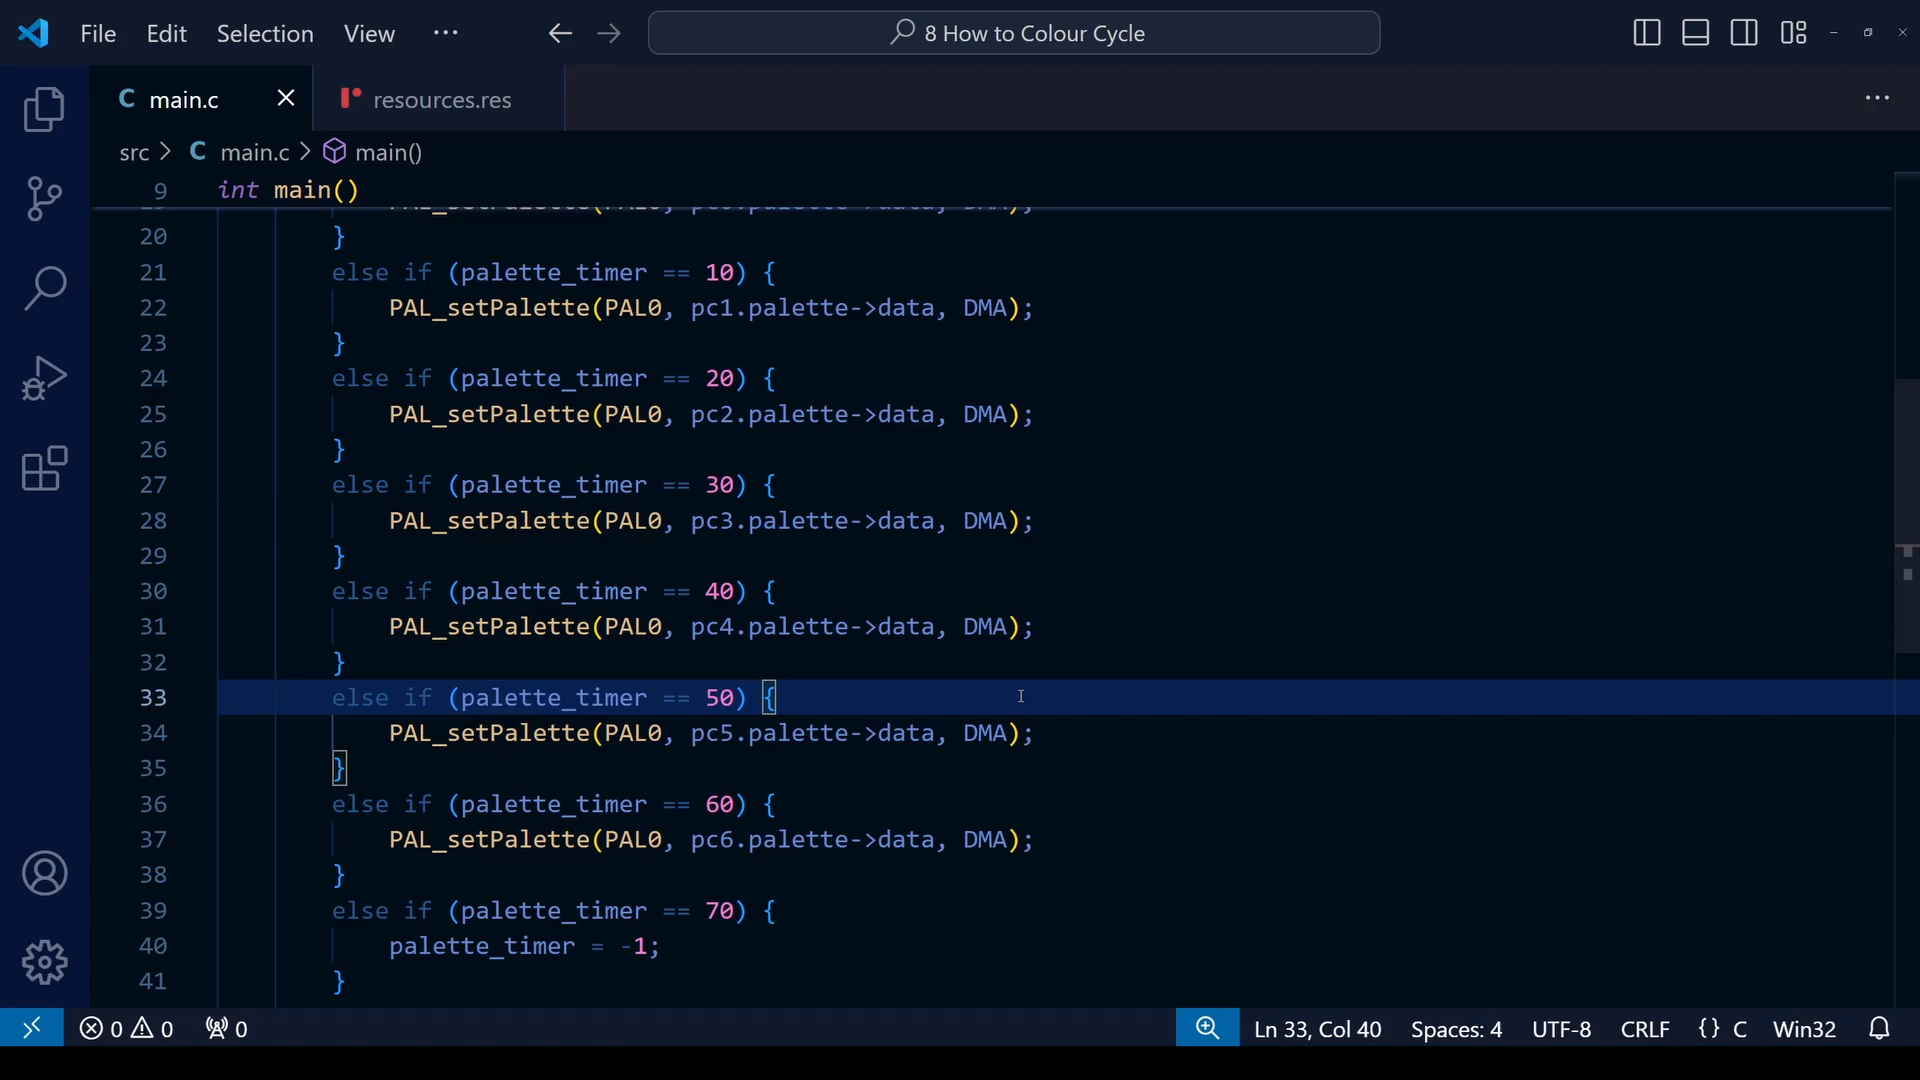 File Edit Selection View ··· 8 How to Colour Cycle
C main.c resources.res ···
src > C main.c > main()
9 int main()
20 }
21 else if (palette_timer == 10) {
22 PAL_setPalette(PAL0, pc1.palette->data, DMA);
23 }
24 else if (palette_timer == 20) {
25 PAL_setPalette(PAL0, pc2.palette->data, DMA);
26 }
27 else if (palette_timer == 30) {
28 PAL_setPalette(PAL0, pc3.palette->data, DMA);
29 }
30 else if (palette_timer == 40) {
31 PAL_setPalette(PAL0, pc4.palette->data, DMA);
32 }
33 else if (palette_timer == 50) {
34 PAL_setPalette(PAL0, pc5.palette->data, DMA);
35 }
36 else if (palette_timer == 60) {
37 PAL_setPalette(PAL0, pc6.palette->data, DMA);
38 }
39 else if (palette_timer == 70) {
40 palette_timer = -1;
41 }
0 0 0 Ln 33, Col 40 Spaces: 4 UTF-8 CRLF {} C Win32